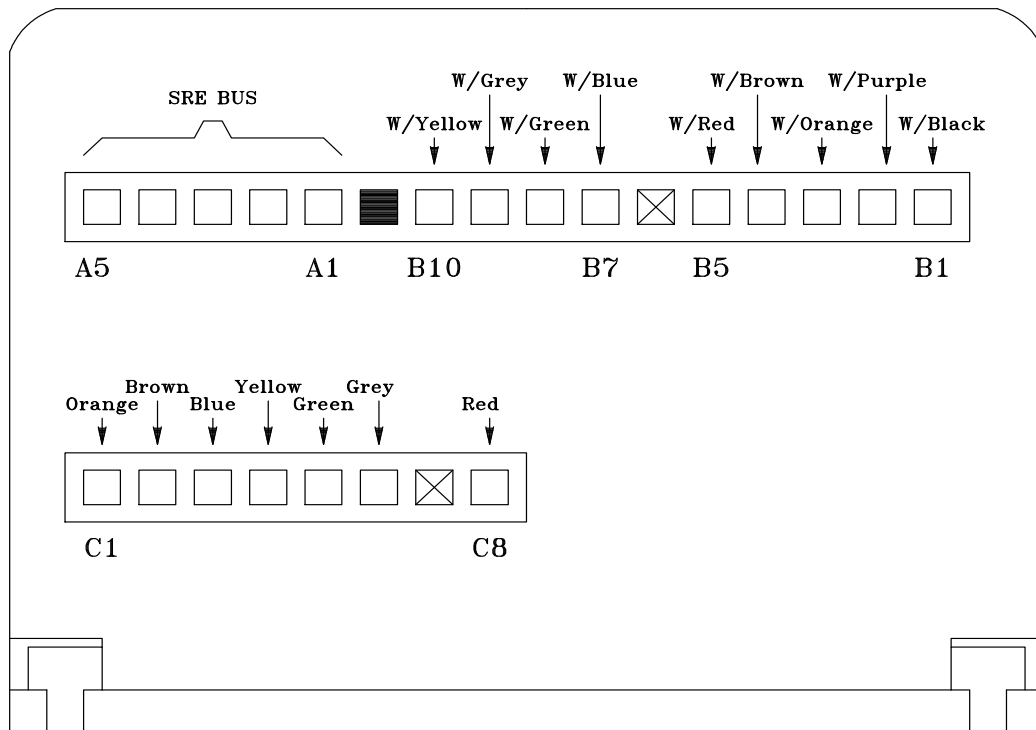 W/Grey W/Blue W/Brown W/Purple
SRE BUS
W/Yellow W/Green W/Red W/Orange W/Black
A5 A1 B10 B7 B5 B1
Brown Yellow Grey
Orange Blue Green Red
C1 C8